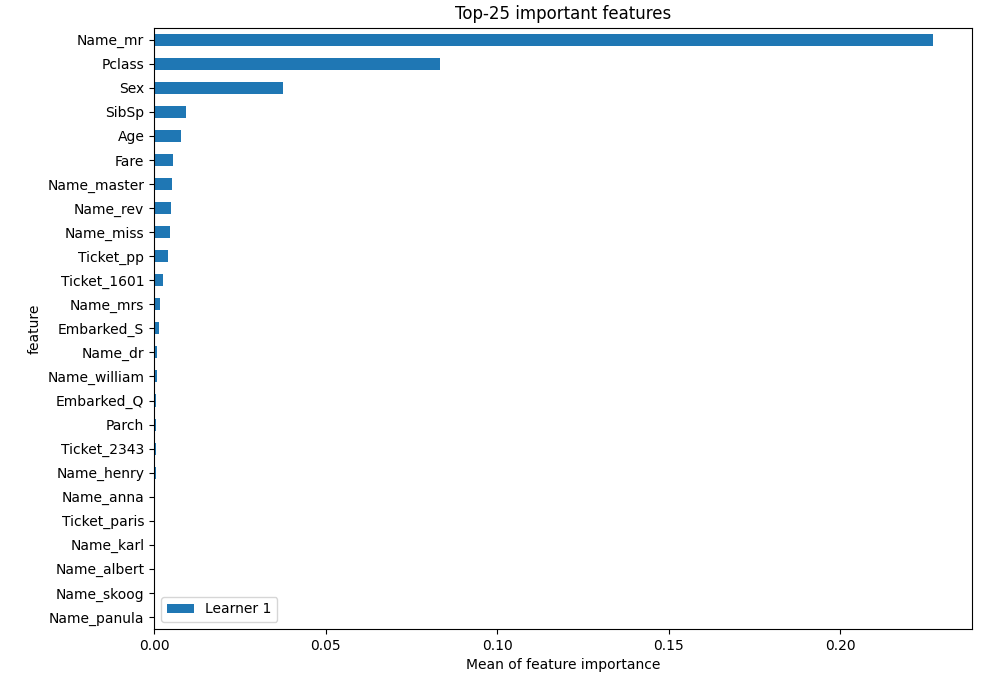 Top-25 important features
Name_mr
Pclass
Sex
SibSp
Age
Fare
Name_master
Name_rev
Name_miss
Ticket_pp
Ticket_1601
Name_mrs
Embarked_S
Name_dr
Name_william
Embarked_Q
Parch
Ticket_2343
Name_henry
Name_anna
Ticket_paris
Name_karl
Name_albert
Name_skoog
Name_panula
feature
Learner 1
0.00 0.05 0.10 0.15 0.20
Mean of feature importance